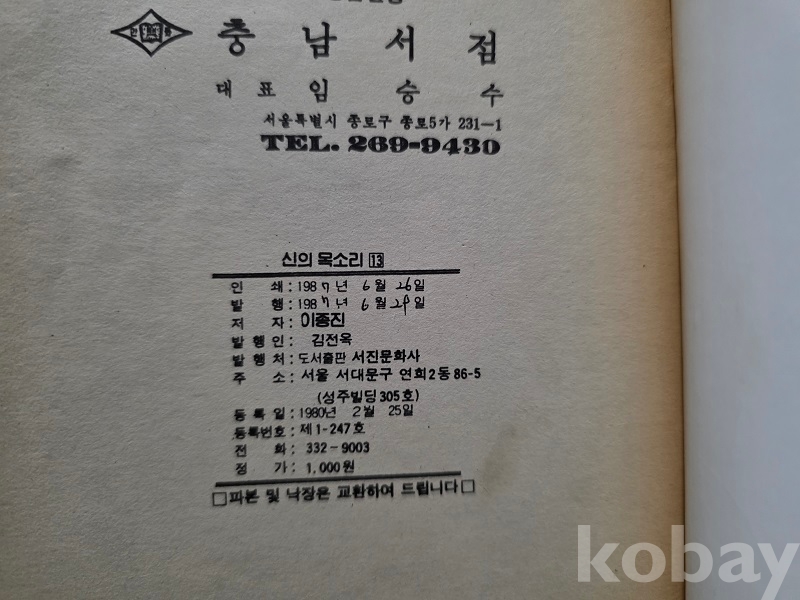 충남서점
대표 임승수
서울특별시 종로구 종로5가 231-1
TEL. 269-9430
신의 목소리 13
인 쇄 : 1987년 6월 26일
발 행 : 1987년 6월 29일
저 자 : 이종진
발행인 : 김전옥
발행처 : 도서출판 서진문화사
주 소 : 서울 서대문구 연희2동 86-5
(성주빌딩 305호)
등록일 : 1980년 2월 25일
등록번호 : 제1-247호
전 화 : 332-9003
정 가 : 1,000원
□파본 및 낙장은 교환하여 드립니다□
kobay